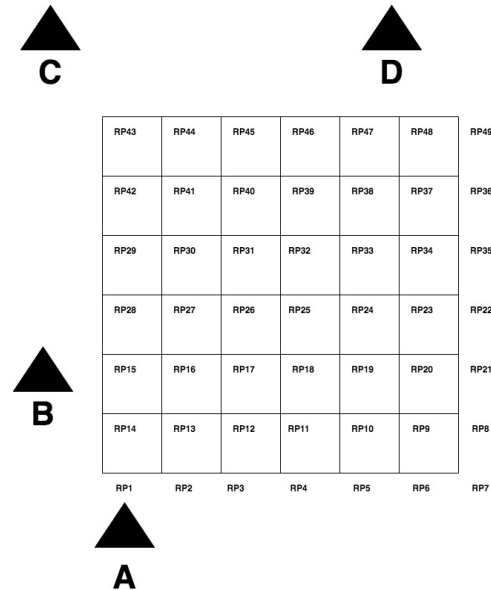 C D
RP43 RP44 RP45 RP46 RP47 RP48 RP49
RP42 RP41 RP40 RP39 RP38 RP37 RP36
RP29 RP30 RP31 RP32 RP33 RP34 RP35
RP28 RP27 RP26 RP25 RP24 RP23 RP22
RP15 RP16 RP17 RP18 RP19 RP20 RP21
B
RP14 RP13 RP12 RP11 RP10 RP9 RP8
RP1 RP2 RP3 RP4 RP5 RP6 RP7
A